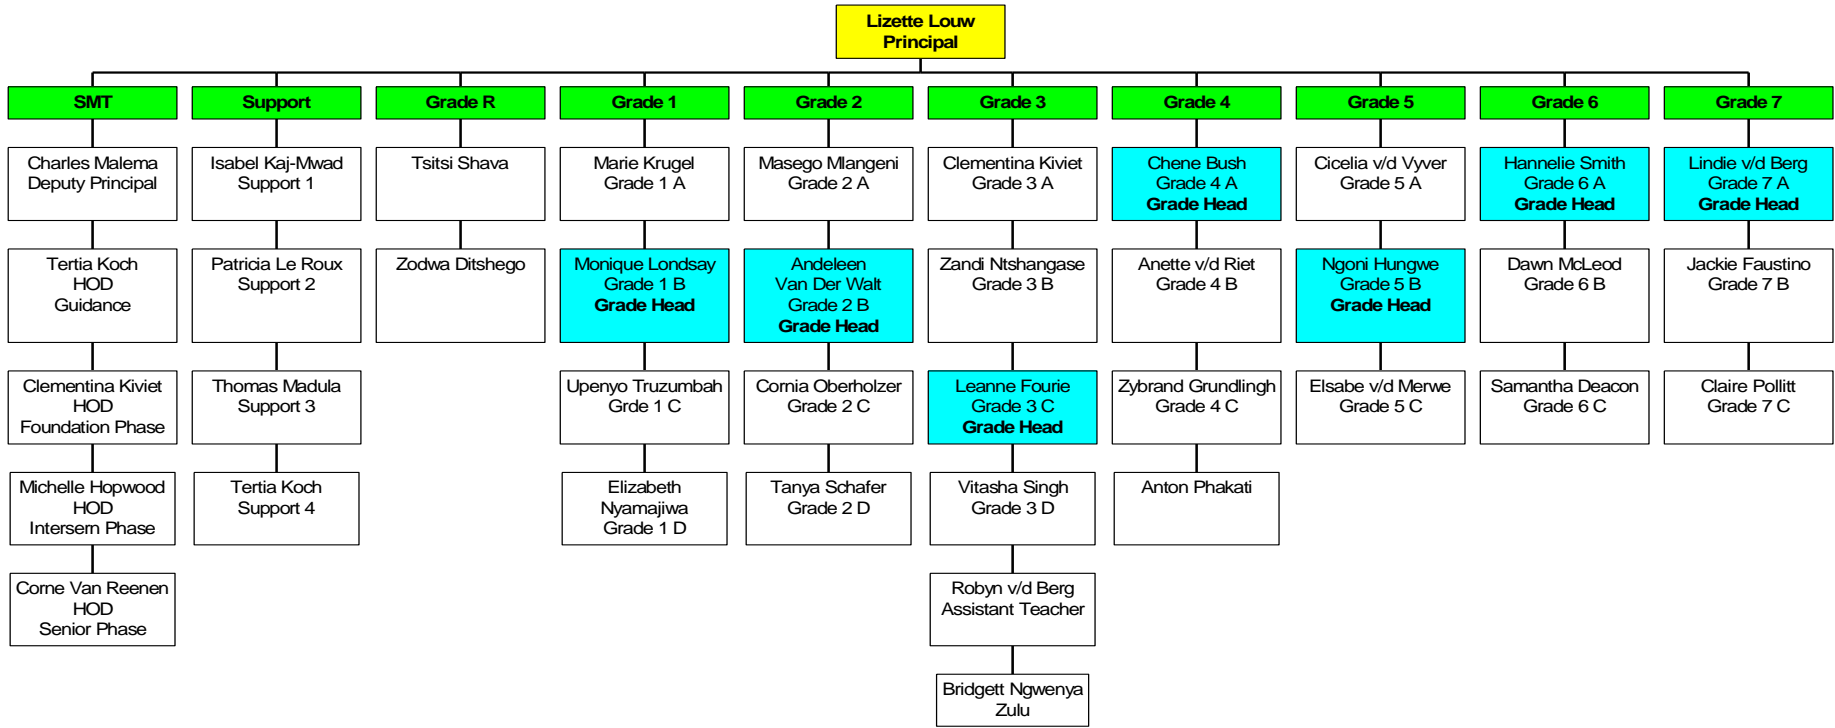 Lizette Louw
Principal
SMT
Support
Grade R
Grade 1
Grade 2
Grade 3
Grade 4
Grade 5
Grade 6
Grade 7
Charles Malema
Deputy Principal
Isabel Kaj-Mwad
Support 1
Tsitsi Shava
Marie Krugel
Grade 1 A
Masego Mlangeni
Grade 2 A
Clementina Kiviet
Grade 3 A
Chene Bush
Grade 4 A
Grade Head
Cicelia v/d Vyver
Grade 5 A
Hannelie Smith
Grade 6 A
Grade Head
Lindie v/d Berg
Grade 7 A
Grade Head
Tertia Koch
HOD
Guidance
Patricia Le Roux
Support 2
Zodwa Ditshego
Monique Londsay
Grade 1 B
Grade Head
Andeleen
Van Der Walt
Grade 2 B
Grade Head
Zandi Ntshangase
Grade 3 B
Anette v/d Riet
Grade 4 B
Ngoni Hungwe
Grade 5 B
Grade Head
Dawn McLeod
Grade 6 B
Jackie Faustino
Grade 7 B
Clementina Kiviet
HOD
Foundation Phase
Thomas Madula
Support 3
Upenyo Truzumbah
Grde 1 C
Cornia Oberholzer
Grade 2 C
Leanne Fourie
Grade 3 C
Grade Head
Zybrand Grundlingh
Grade 4 C
Elsabe v/d Merwe
Grade 5 C
Samantha Deacon
Grade 6 C
Claire Pollitt
Grade 7 C
Michelle Hopwood
HOD
Intersern Phase
Tertia Koch
Support 4
Elizabeth
Nyamajiwa
Grade 1 D
Tanya Schafer
Grade 2 D
Vitasha Singh
Grade 3 D
Anton Phakati
Corne Van Reenen
HOD
Senior Phase
Robyn v/d Berg
Assistant Teacher
Bridgett Ngwenya
Zulu